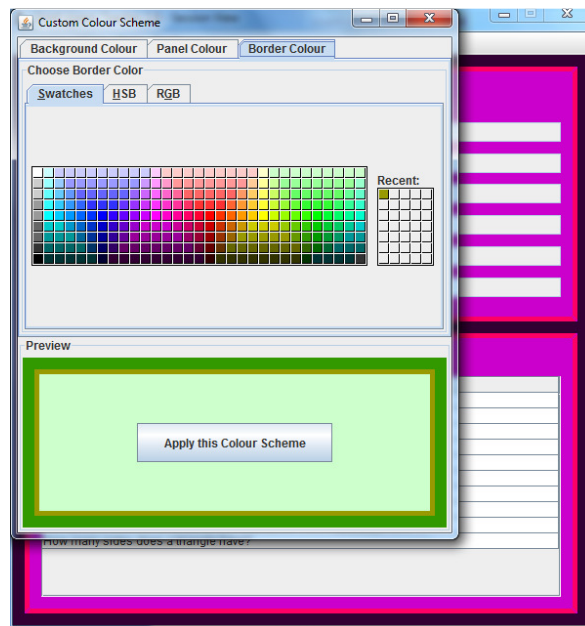 Custom Colour Scheme
Background Colour Panel Colour Border Colour
Choose Border Color
Swatches HSB RGB
Recent:
Preview
Apply this Colour Scheme
How many sides does a triangle have?